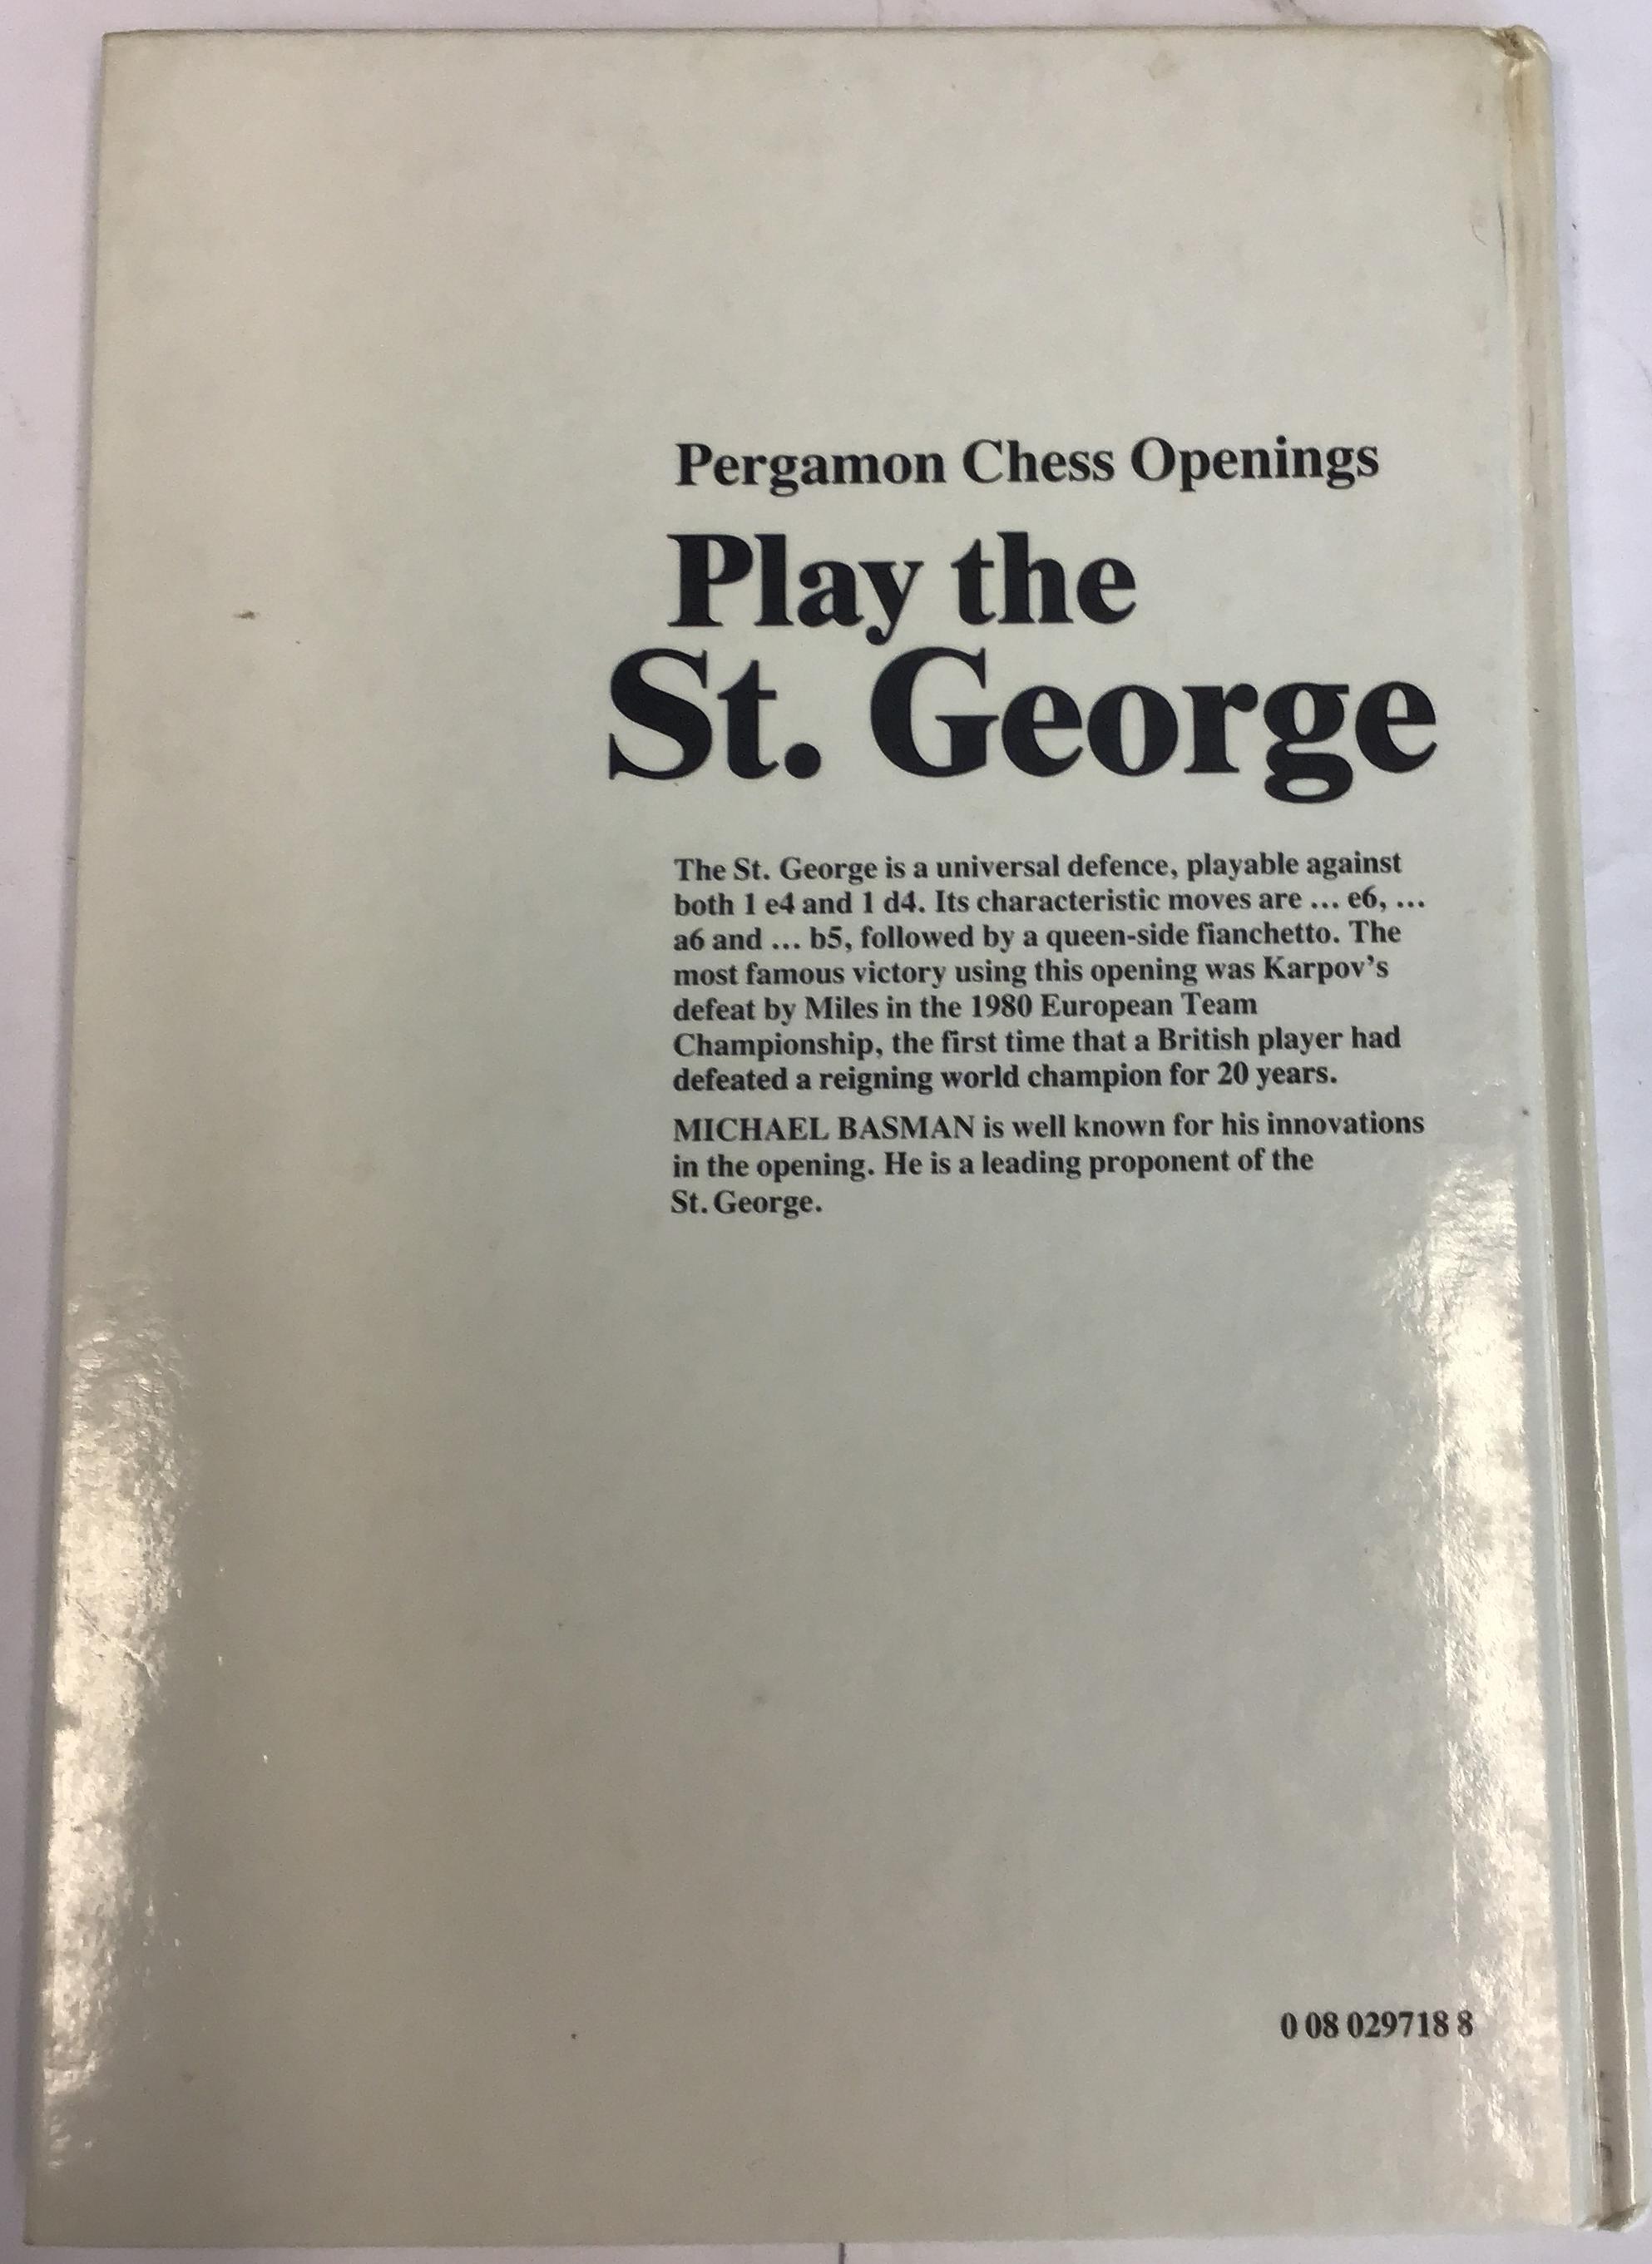 Pergamon Chess Openings
Play the
St. George
The St. George is a universal defence, playable against
both 1 e4 and 1 d4. Its characteristic moves are ... e6, ...
a6 and ... b5, followed by a queen-side fianchetto. The
most famous victory using this opening was Karpov's
defeat by Miles in the 1980 European Team
Championship, the first time that a British player had
defeated a reigning world champion for 20 years.
MICHAEL BASMAN is well known for his innovations
in the opening. He is a leading proponent of the
St. George.
0 08 029718 8